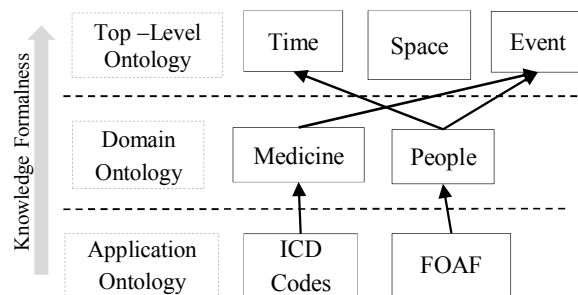 Knowledge Formalness
Top –Level
Ontology
Time
Space
Event
Domain
Ontology
Medicine
People
Application
Ontology
ICD
Codes
FOAF